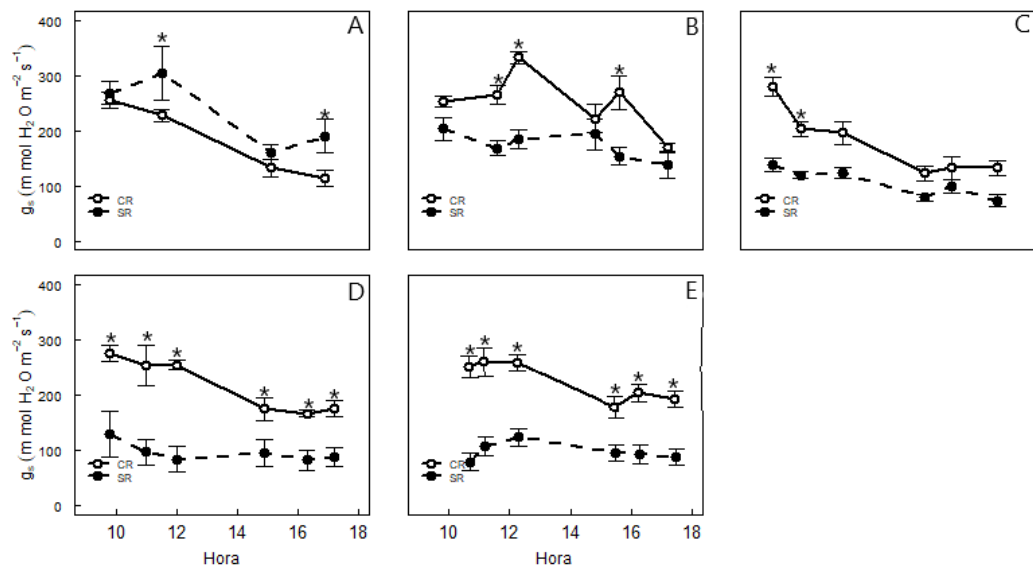 A
B
C
400
300
200
100
0
gₛ (m mol H₂ O m⁻² s⁻¹)
* *
* * *
* *
CR
SR
CR
SR
CR
SR
D
E
400
300
200
100
0
gₛ (m mol H₂ O m⁻² s⁻¹)
* * * * * *
* * * * * *
CR
SR
CR
SR
10 12 14 16 18
10 12 14 16 18
Hora
Hora